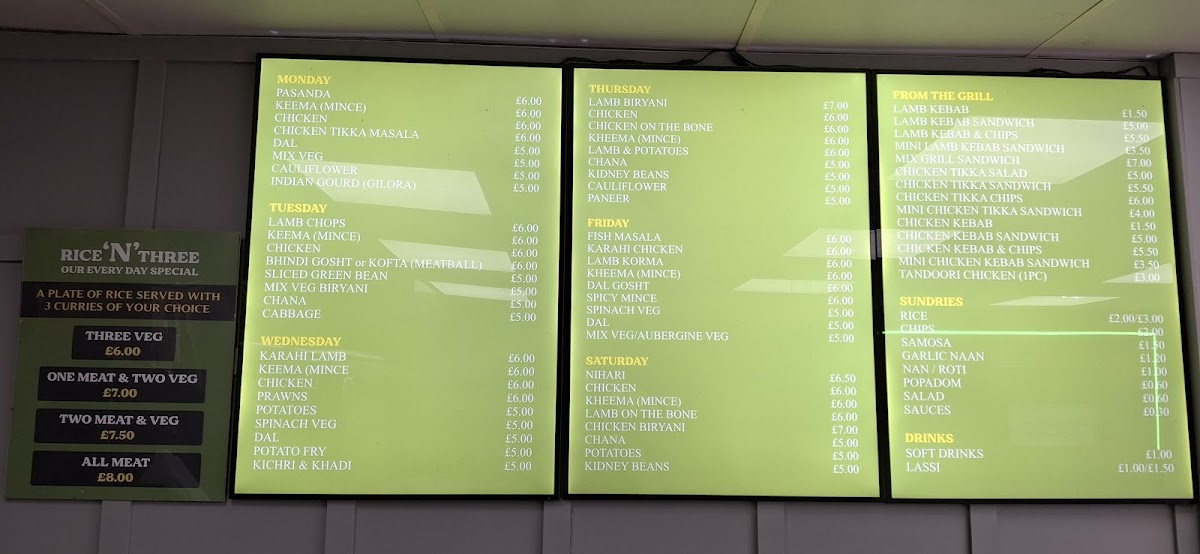 RICE 'N' THREE
OUR EVERY DAY SPECIAL
A PLATE OF RICE SERVED WITH
3 CURRIES OF YOUR CHOICE
THREE VEG
£6.00
ONE MEAT & TWO VEG
£7.00
TWO MEAT & VEG
£7.50
ALL MEAT
£8.00
MONDAY
PASANDA £6.00
KEEMA (MINCE) £6.00
CHICKEN £6.00
CHICKEN TIKKA MASALA £6.00
DAL £5.00
MIX VEG £5.00
CAULIFLOWER £5.00
INDIAN GOURD (GILORA) £5.00
TUESDAY
LAMB CHOPS £6.00
KEEMA (MINCE) £6.00
CHICKEN £6.00
BHINDI GOSHT or KOFTA (MEATBALL) £6.00
SLICED GREEN BEAN £5.00
MIX VEG BIRYANI £5.00
CHANA £5.00
CABBAGE £5.00
WEDNESDAY
KARAHI LAMB £6.00
KEEMA (MINCE £6.00
CHICKEN £6.00
PRAWNS £6.00
POTATOES £5.00
SPINACH VEG £5.00
DAL £5.00
POTATO FRY £5.00
KICHRI & KHADI £5.00
THURSDAY
LAMB BIRYANI £7.00
CHICKEN £6.00
CHICKEN ON THE BONE £6.00
KHEEMA (MINCE) £6.00
LAMB & POTATOES £6.00
CHANA £5.00
KIDNEY BEANS £5.00
CAULIFLOWER £5.00
PANEER £5.00
FRIDAY
FISH MASALA £6.00
KARAHI CHICKEN £6.00
LAMB KORMA £6.00
KHEEMA (MINCE) £6.00
DAL GOSHT £6.00
SPICY MINCE £6.00
SPINACH VEG £5.00
DAL £5.00
MIX VEG/AUBERGINE VEG £5.00
SATURDAY
NIHARI £6.50
CHICKEN £6.00
KHEEMA (MINCE) £6.00
LAMB ON THE BONE £6.00
CHICKEN BIRYANI £7.00
CHANA £5.00
POTATOES £5.00
KIDNEY BEANS £5.00
FROM THE GRILL
LAMB KEBAB £1.50
LAMB KEBAB SANDWICH £5.00
LAMB KEBAB & CHIPS £5.50
MINI LAMB KEBAB SANDWICH £3.50
MIX GRILL SANDWICH £7.00
CHICKEN TIKKA SALAD £5.00
CHICKEN TIKKA SANDWICH £5.50
CHICKEN TIKKA CHIPS £6.00
MINI CHICKEN TIKKA SANDWICH £4.00
CHICKEN KEBAB £1.50
CHICKEN KEBAB SANDWICH £5.00
CHICKEN KEBAB & CHIPS £5.50
MINI CHICKEN KEBAB SANDWICH £3.50
TANDOORI CHICKEN (1PC) £3.00
SUNDRIES
RICE £2.00/£3.00
CHIPS £2.00
SAMOSA £1.50
GARLIC NAAN £1.20
NAN / ROTI £1.00
POPADOM £0.60
SALAD £0.60
SAUCES £0.30
DRINKS
SOFT DRINKS £1.00
LASSI £1.00/£1.50